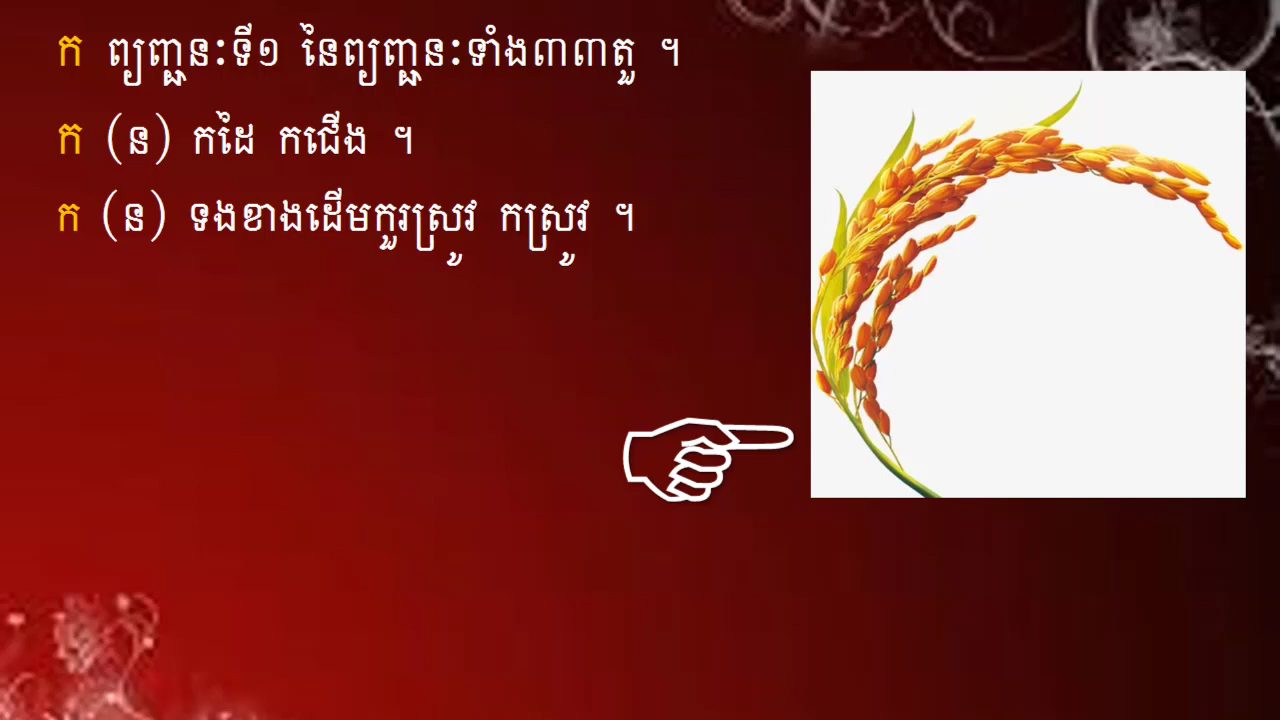 ក ព្យញ្ជនៈទី១ នៃព្យញ្ជនៈទាំង៣៣តួ ។
ក (ន) កដៃ កជើង ។
ក (ន) ទងខាងដើមកួរស្រូវ កស្រូវ ។